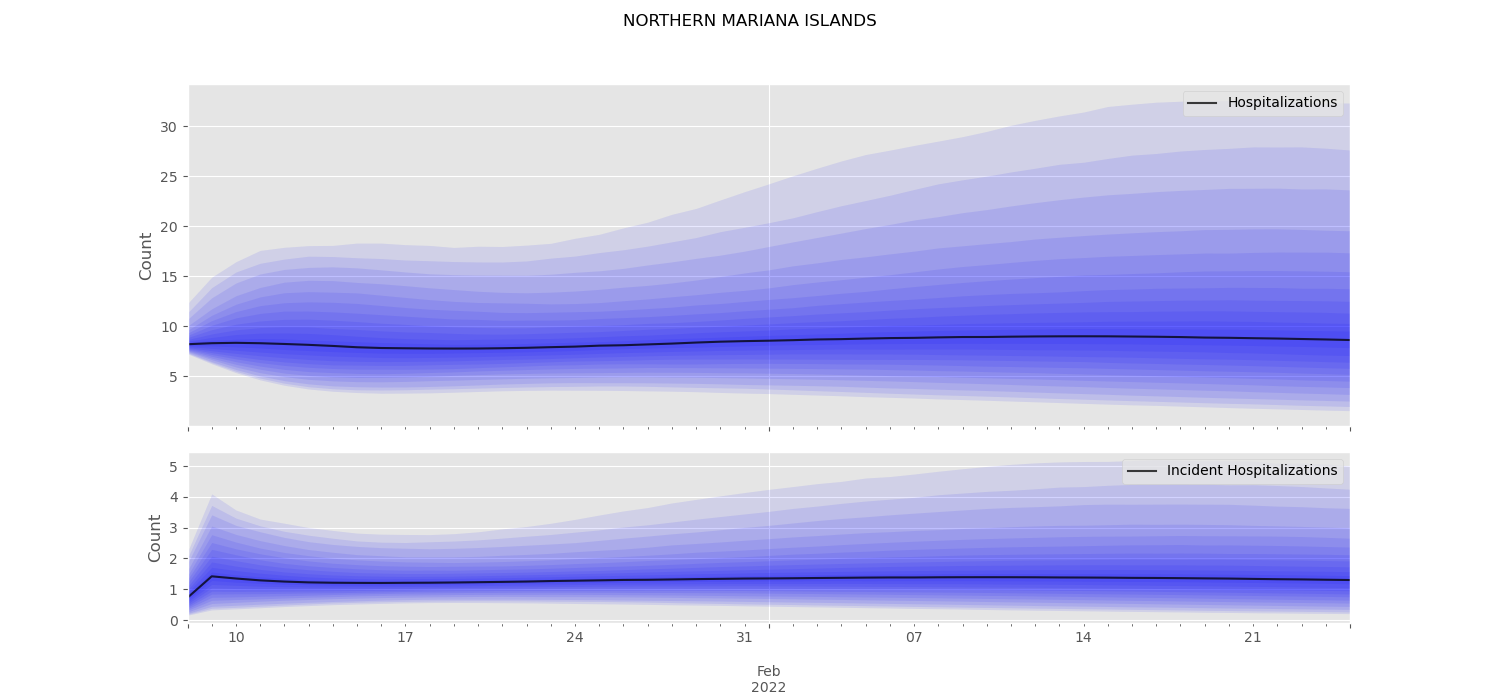 NORTHERN MARIANA ISLANDS
Hospitalizations
Count
30
25
20
15
10
5
Incident Hospitalizations
Count
5
4
3
2
1
0
10 17 24 31 07 14 21
Feb
2022